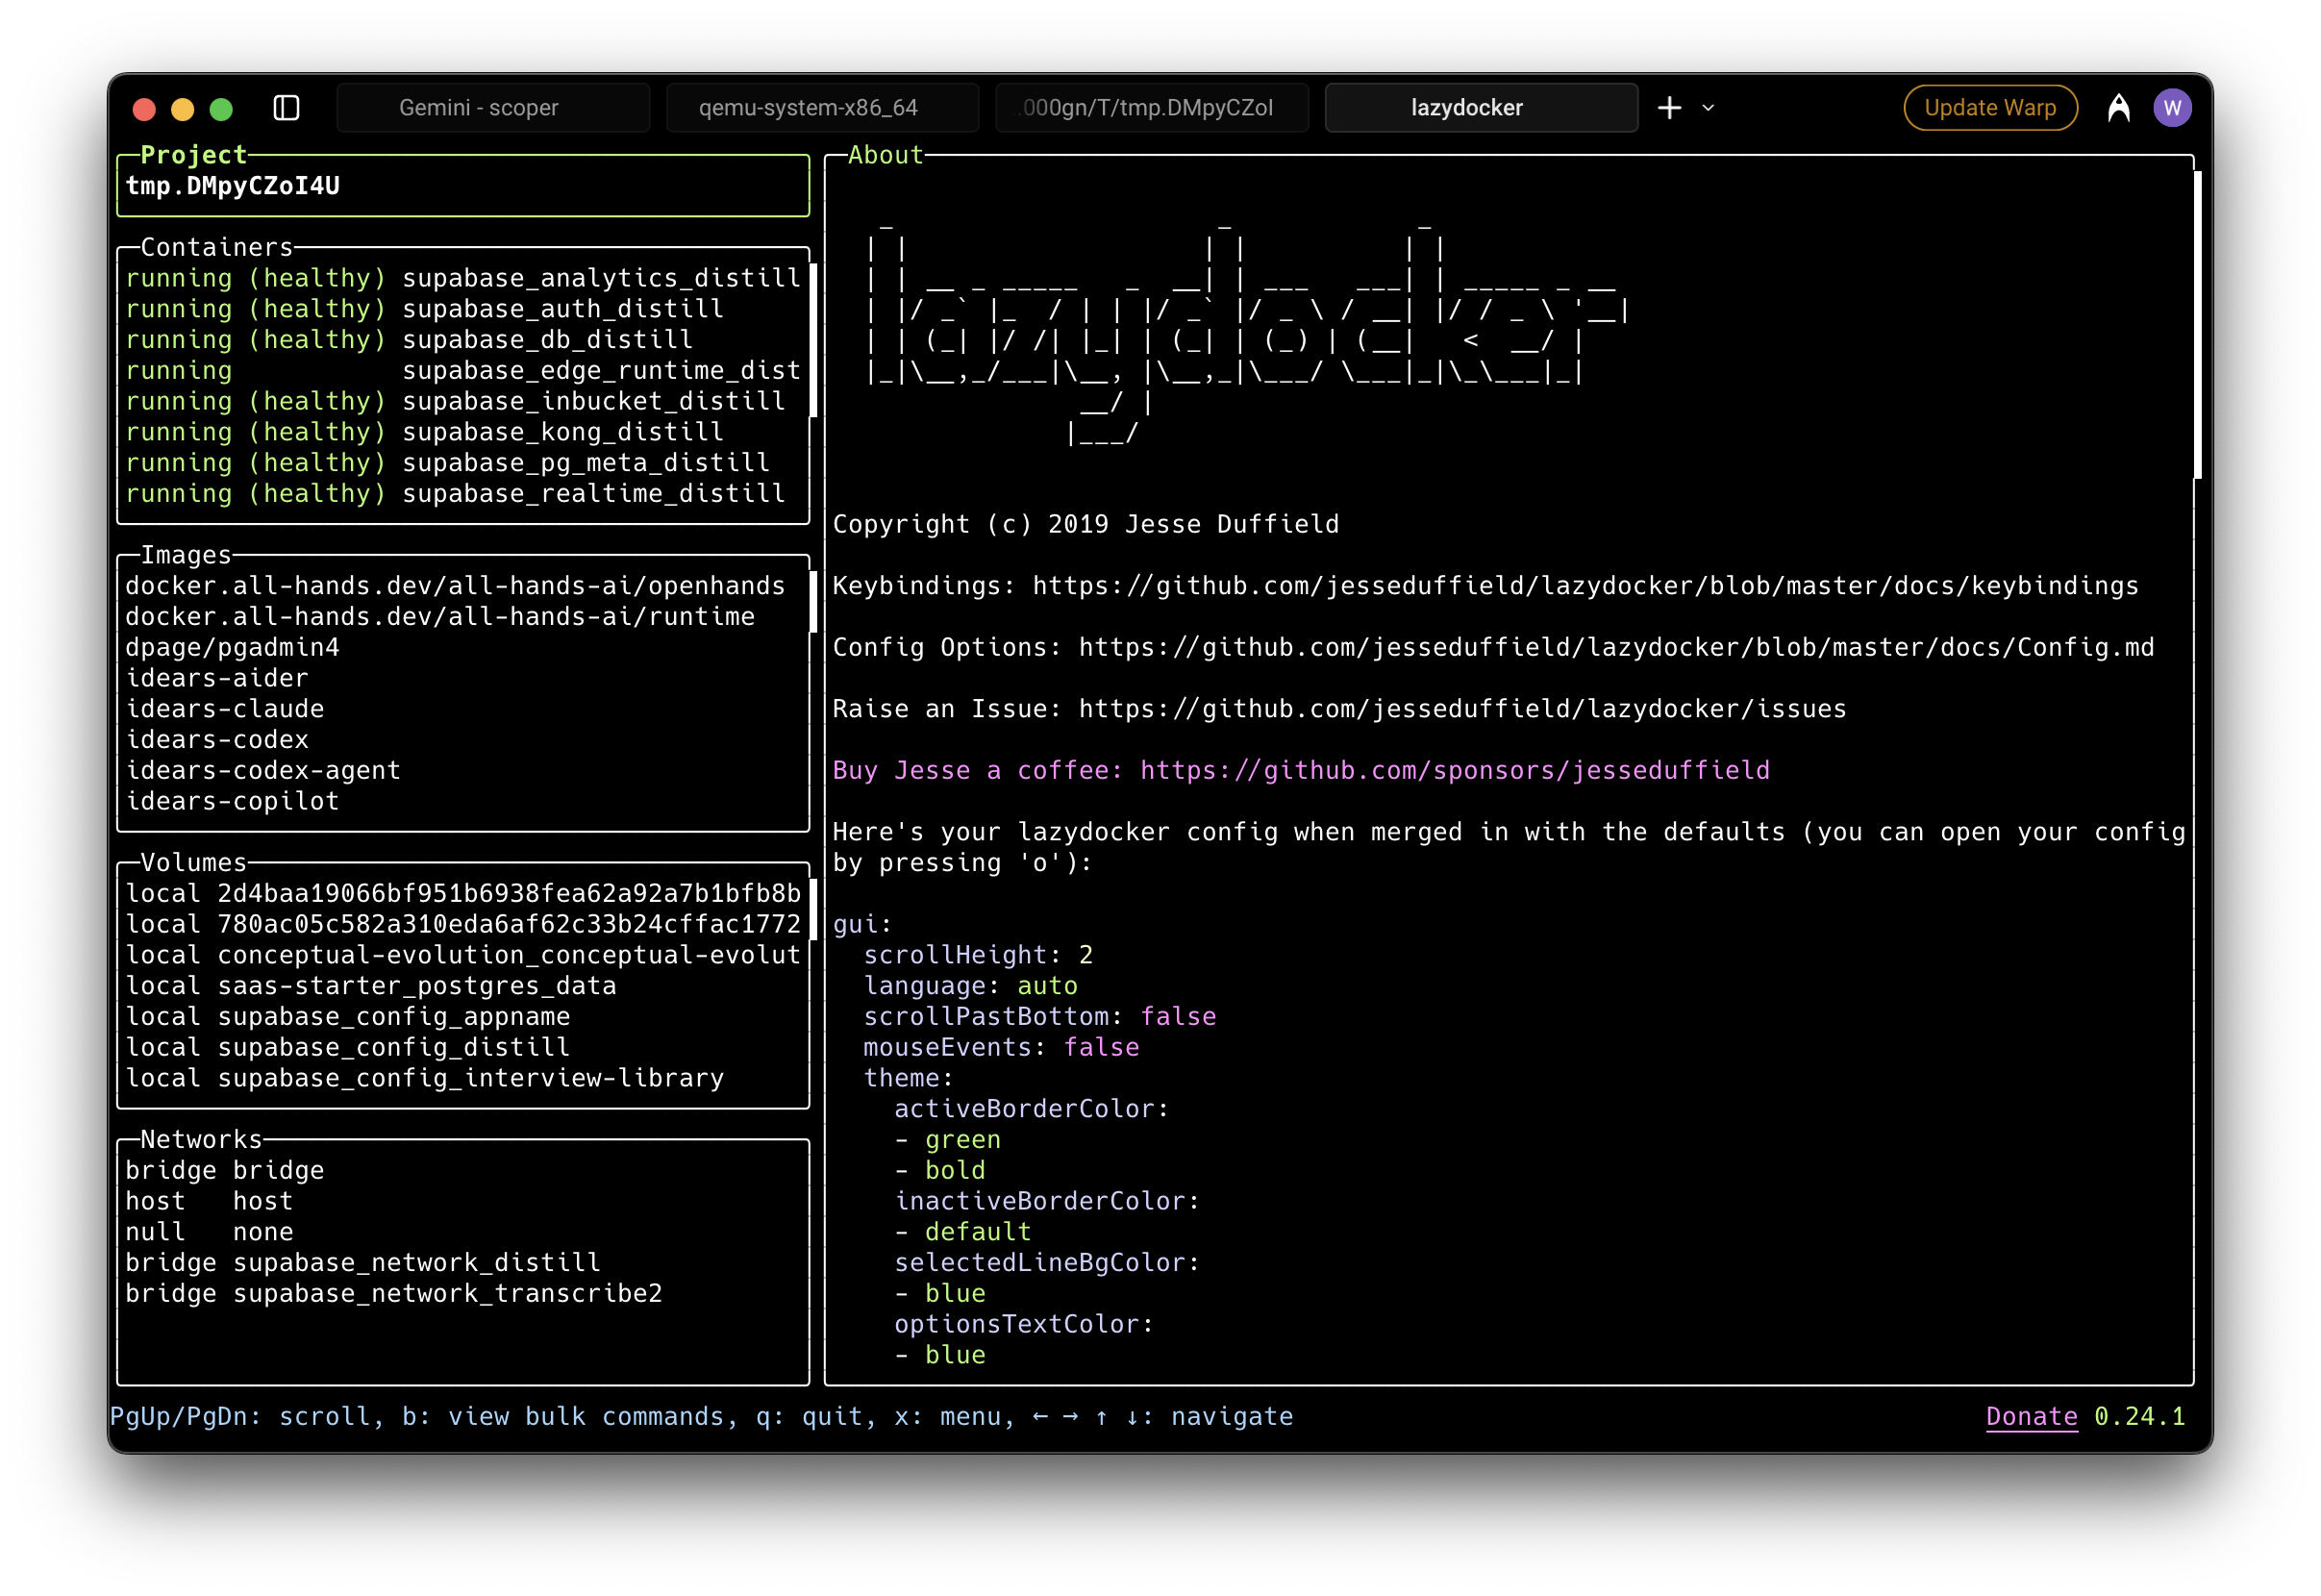 Gemini - scoper
qemu-system-x86_64
.000gn/T/tmp.DMpyCZoI
lazydocker
Update Warp
W
Project
tmp.DMpyCZoI4U
Containers
running (healthy) supabase_analytics_distill
running (healthy) supabase_auth_distill
running (healthy) supabase_db_distill
running           supabase_edge_runtime_dist
running (healthy) supabase_inbucket_distill
running (healthy) supabase_kong_distill
running (healthy) supabase_pg_meta_distill
running (healthy) supabase_realtime_distill
Images
docker.all-hands.dev/all-hands-ai/openhands
docker.all-hands.dev/all-hands-ai/runtime
dpage/pgadmin4
idears-aider
idears-claude
idears-codex
idears-codex-agent
idears-copilot
Volumes
local 2d4baa19066bf951b6938fea62a92a7b1bfb8b
local 780ac05c582a310eda6af62c33b24cffac1772
local conceptual-evolution_conceptual-evolut
local saas-starter_postgres_data
local supabase_config_appname
local supabase_config_distill
local supabase_config_interview-library
Networks
bridge bridge
host   host
null   none
bridge supabase_network_distill
bridge supabase_network_transcribe2
About
lazydocker
Copyright (c) 2019 Jesse Duffield
Keybindings: https://github.com/jesseduffield/lazydocker/blob/master/docs/keybindings
Config Options: https://github.com/jesseduffield/lazydocker/blob/master/docs/Config.md
Raise an Issue: https://github.com/jesseduffield/lazydocker/issues
Buy Jesse a coffee: https://github.com/sponsors/jesseduffield
Here's your lazydocker config when merged in with the defaults (you can open your config
by pressing 'o'):
gui:
  scrollHeight: 2
  language: auto
  scrollPastBottom: false
  mouseEvents: false
  theme:
    activeBorderColor:
    - green
    - bold
    inactiveBorderColor:
    - default
    selectedLineBgColor:
    - blue
    optionsTextColor:
    - blue
PgUp/PgDn: scroll, b: view bulk commands, q: quit, x: menu, ← → ↑ ↓: navigate
Donate 0.24.1